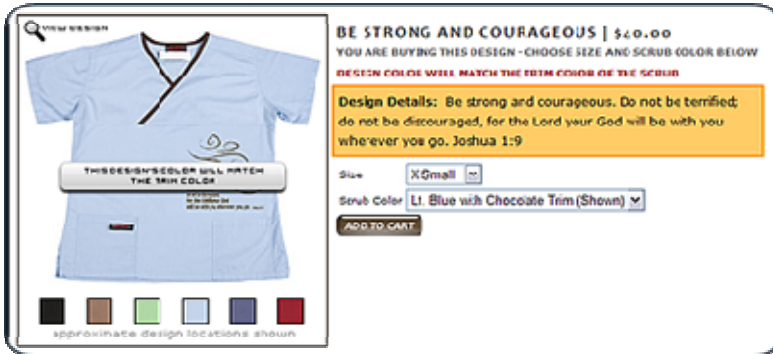 VIEW DESIGN
BE STRONG AND COURAGEOUS | $40.00
YOU ARE BUYING THIS DESIGN - CHOOSE SIZE AND SCRUB COLOR BELOW
DESIGN COLOR WILL MATCH THE TRIM COLOR OF THE SCRUB
Design Details: Be strong and courageous. Do not be terrified;
do not be discouraged, for the Lord your God will be with you
wherever you go. Joshua 1:9
Size XSmall
Scrub Color Lt. Blue with Chocolate Trim (Shown)
ADD TO CART
THIS DESIGN'S COLOR WILL MATCH
THE TRIM COLOR
approximate design locations shown